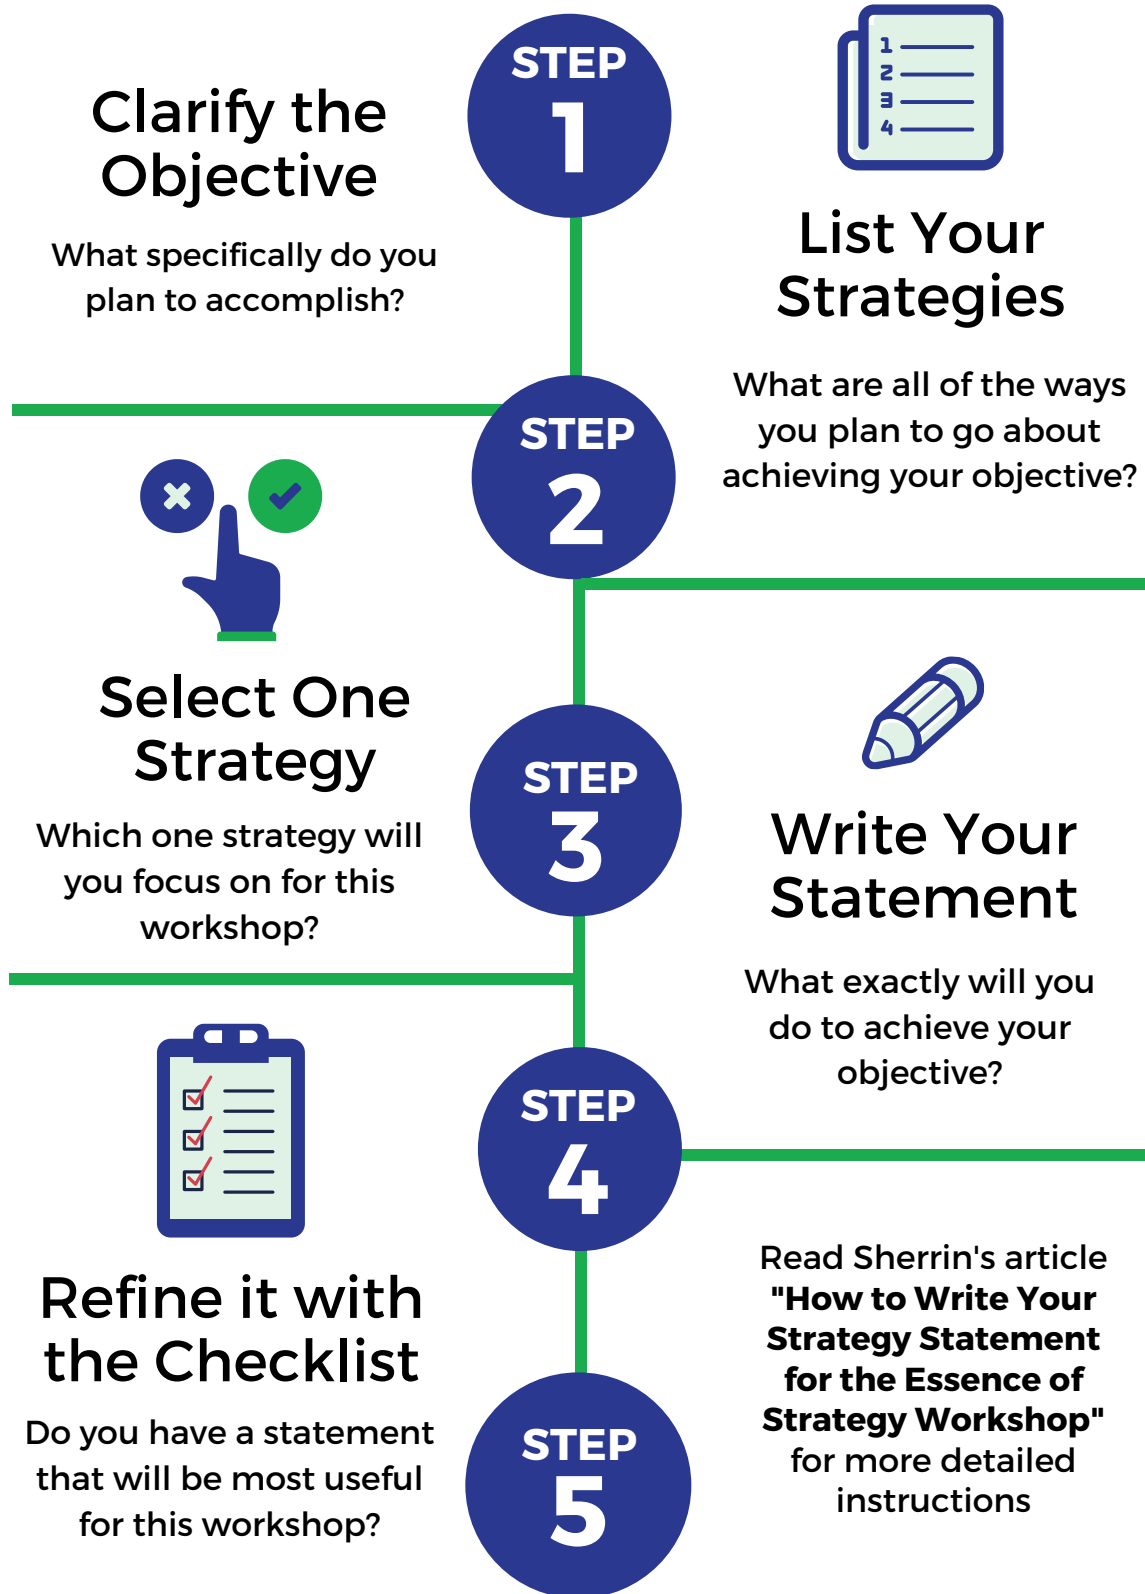 STEP
1
Clarify the
Objective
What specifically do you
plan to accomplish?
1
2
3
4
List Your
Strategies
What are all of the ways
you plan to go about
achieving your objective?
STEP
2
Select One
Strategy
Which one strategy will
you focus on for this
workshop?
STEP
3
Write Your
Statement
What exactly will you
do to achieve your
objective?
STEP
4
Refine it with
the Checklist
Do you have a statement
that will be most useful
for this workshop?
STEP
5
Read Sherrin's article
"How to Write Your
Strategy Statement
for the Essence of
Strategy Workshop"
for more detailed
instructions